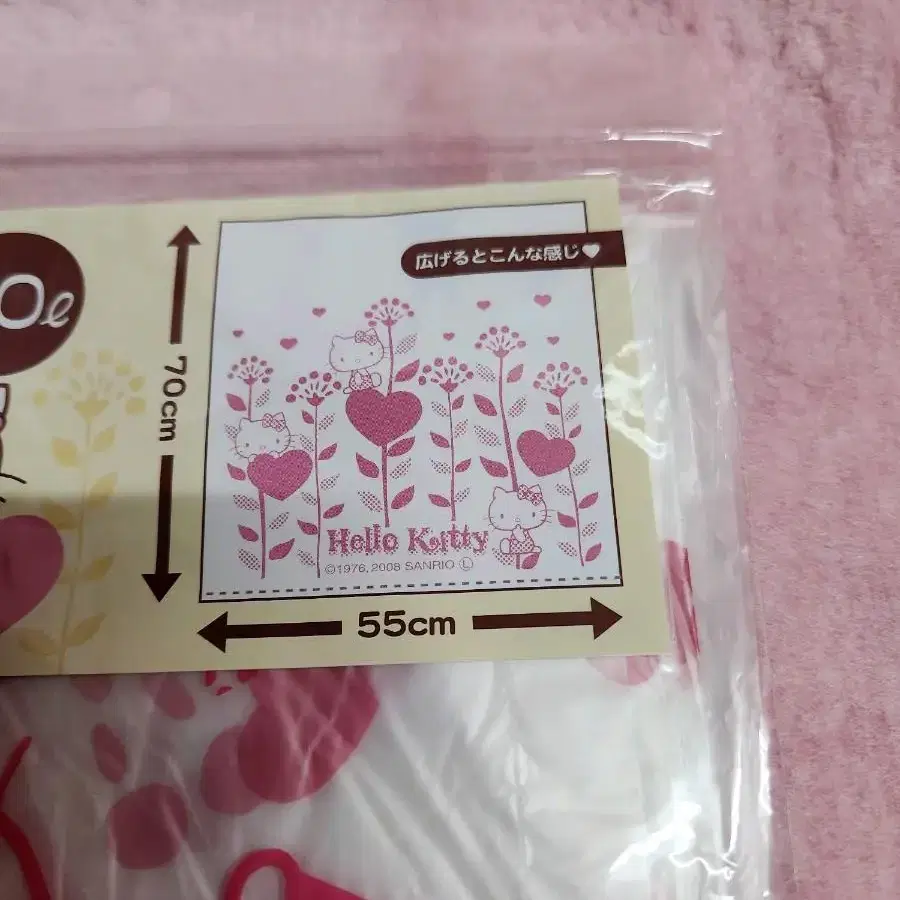 0ℓ
広げるとこんな感じ♥
70cm
Hello Kitty
©1976, 2008 SANRIO Ⓛ
55cm